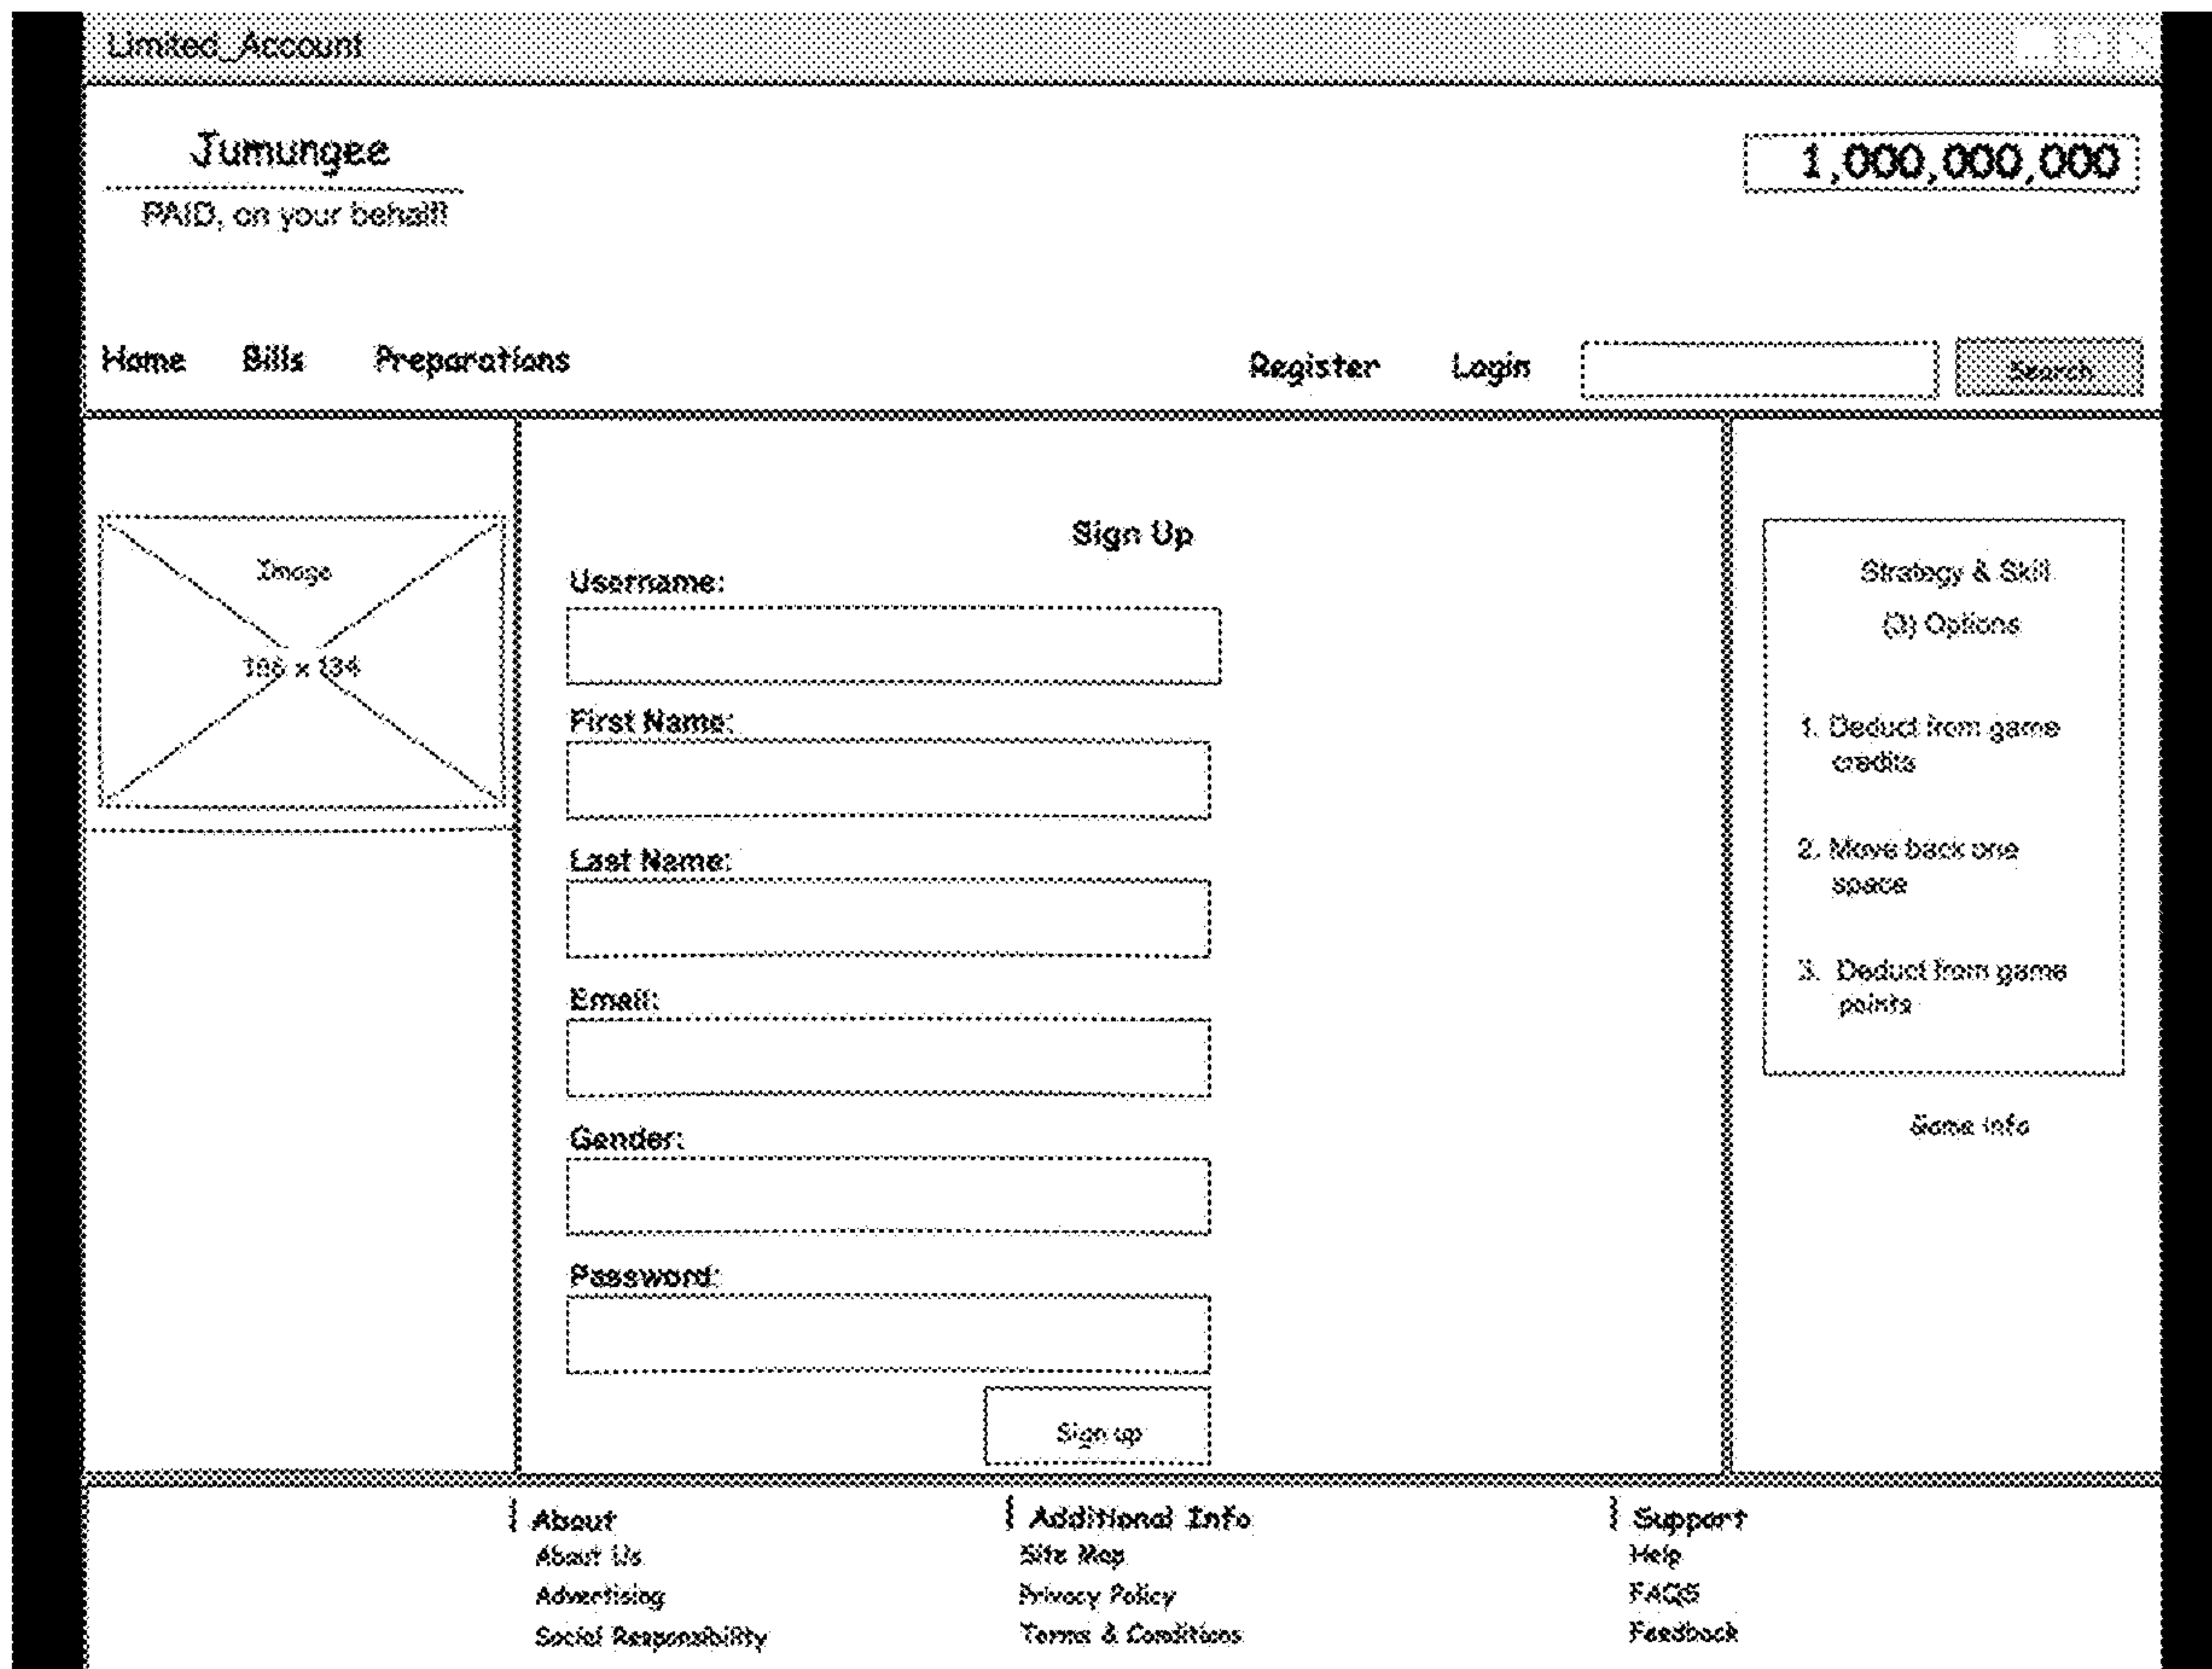 Limited_Account
Jumungee
PAID, on your behalf!
1,000,000,000
Home Bills Preparations Register Login Search
Image
Sign Up
Username:
First Name:
Last Name:
Email:
Gender:
Password:
Sign up
x 134
Strategy & Skill
(3) Options
1. Deduct from game
credits
2. Move back one
space
3. Deduct from game
points
Game info
About
About Us
Advertising
Social Responsibility
Additional Info
Site Map
Privacy Policy
Terms & Conditions
Support
Help
FAQS
Feedback